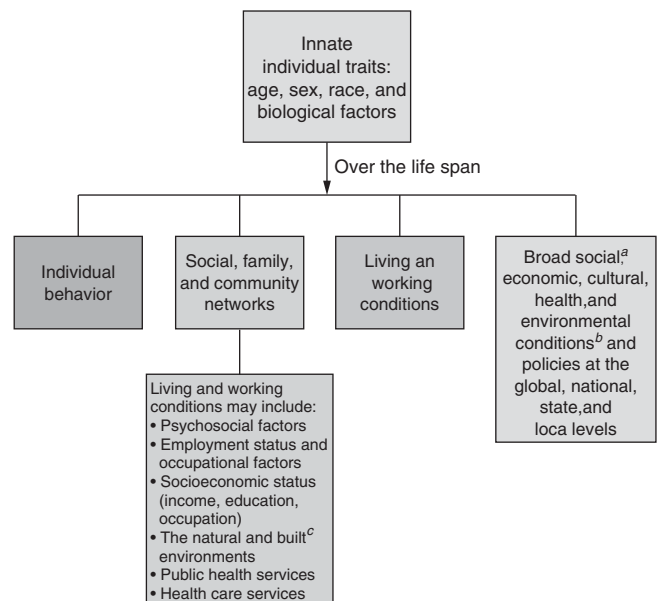 Innate
individual traits:
age, sex, race, and
biological factors
Over the life span
Individual
behavior
Social, family,
and community
networks
Living an
working
conditions
Broad social,a
economic, cultural,
health,and
environmental
conditionsb and
policies at the
global, national,
state,and
loca levels
Living and working
conditions may include:
• Psychosocial factors
• Employment status and
occupational factors
• Socioeconomic status
(income, education,
occupation)
• The natural and builtc
environments
• Public health services
• Health care services